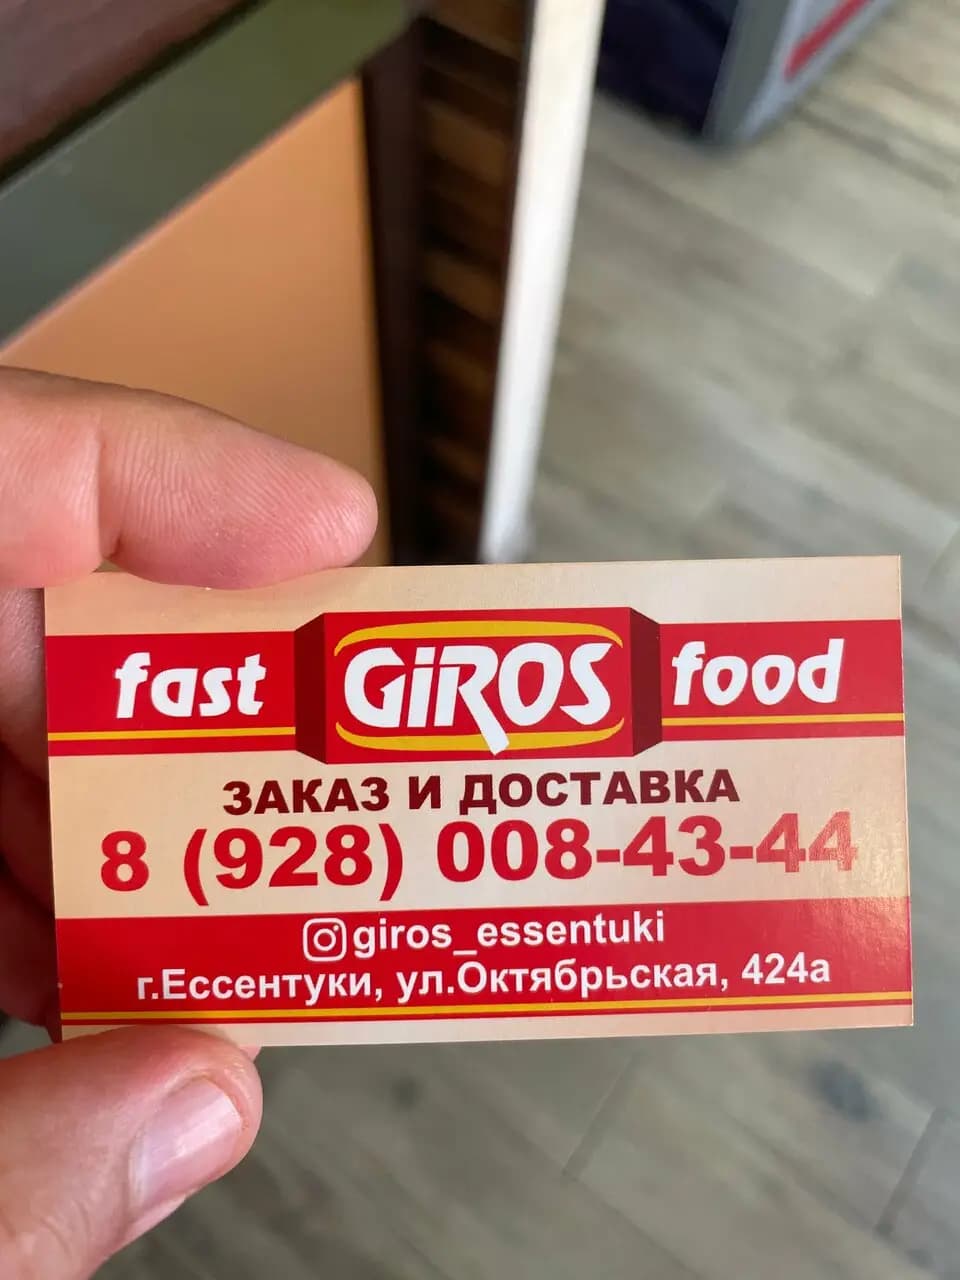 fast GiROS food
ЗАКАЗ И ДОСТАВКА
8 (928) 008-43-44
giros_essentuki
г.Ессентуки, ул.Октябрьская, 424а